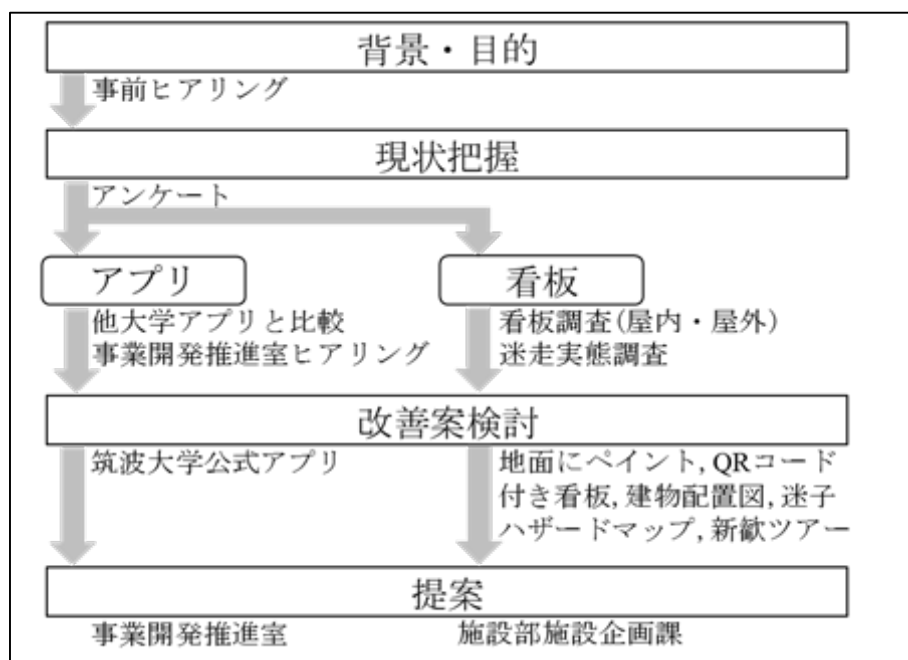 背景・目的
事前ヒアリング
現状把握
アンケート
アプリ
他大学アプリと比較
事業開発推進室ヒアリング
看板
看板調査(屋内・屋外)
迷走実態調査
改善案検討
筑波大学公式アプリ
地面にペイント, QRコード
付き看板, 建物配置図, 迷子
ハザードマップ, 新歓ツアー
提案
事業開発推進室
施設部施設企画課